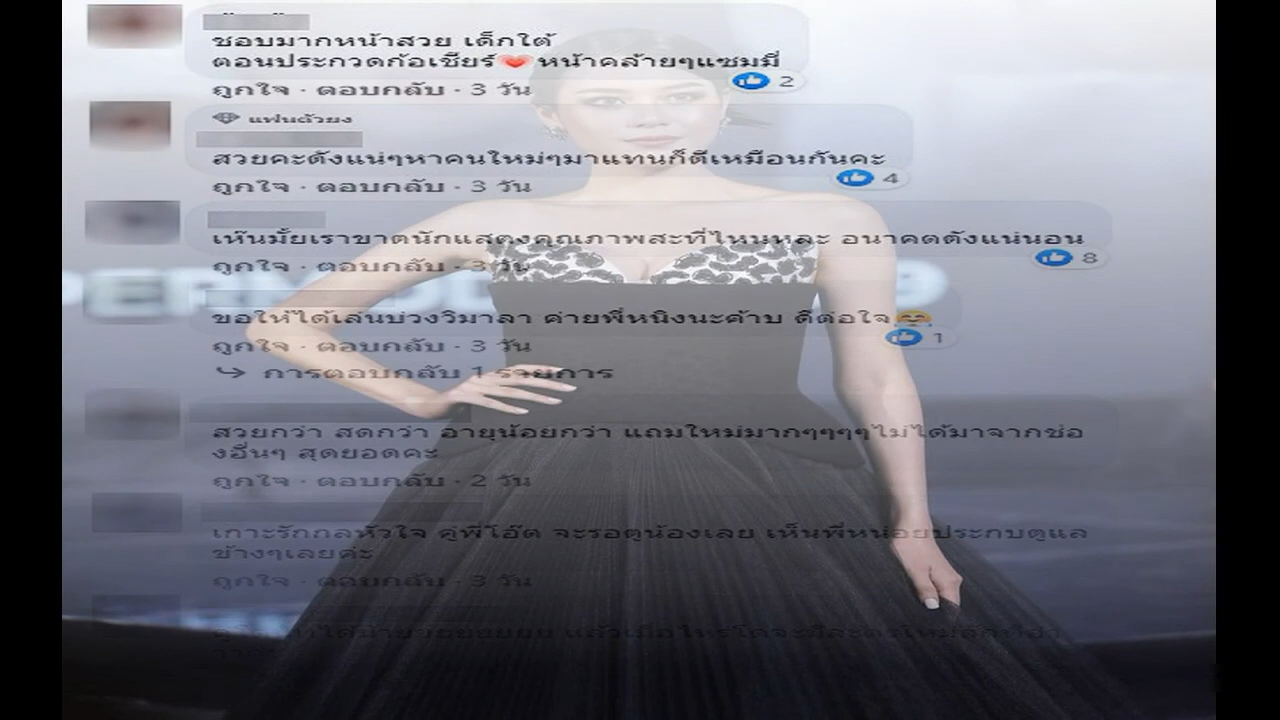 ชอบมากหน้าสวย เด็กใต้
ตอนประกวดก้อเชียร์❤️หน้าคล้ายๆแซมมี่
ถูกใจ · ตอบกลับ · 3 วัน
2
แฟนตัวยง
สวยคะดังแน่ๆหาคนใหม่ๆมาแทนก็ดีเหมือนกันคะ
ถูกใจ · ตอบกลับ · 3 วัน
4
เห๊นมั้ยเราขาดนักแสดงคุณภาพสะที่ไหนหละ อนาคตดังแน่นอน
ถูกใจ · ตอบกลับ · 3 วัน
8
ขอให้ได้เล่นบ่วงวิมาลา ค่ายพี่หนิงนะค้าบ ดีต่อใจ😊
ถูกใจ · ตอบกลับ · 3 วัน
1
การตอบกลับ 1 รายการ
สวยกว่า สดกว่า อายุน้อยกว่า แถมใหม่มากๆๆๆๆไม่ได้มาจากช่อ
งอื่นๆ สุดยอดคะ
ถูกใจ · ตอบกลับ · 2 วัน
เกาะรักกลหัวใจ คู่พี่โอ๊ต จะรอดูน้องเลย เห็นพี่หน่อยประกบดูแล
ข้างๆเลยค่ะ
ถูกใจ · ตอบกลับ · 3 วัน